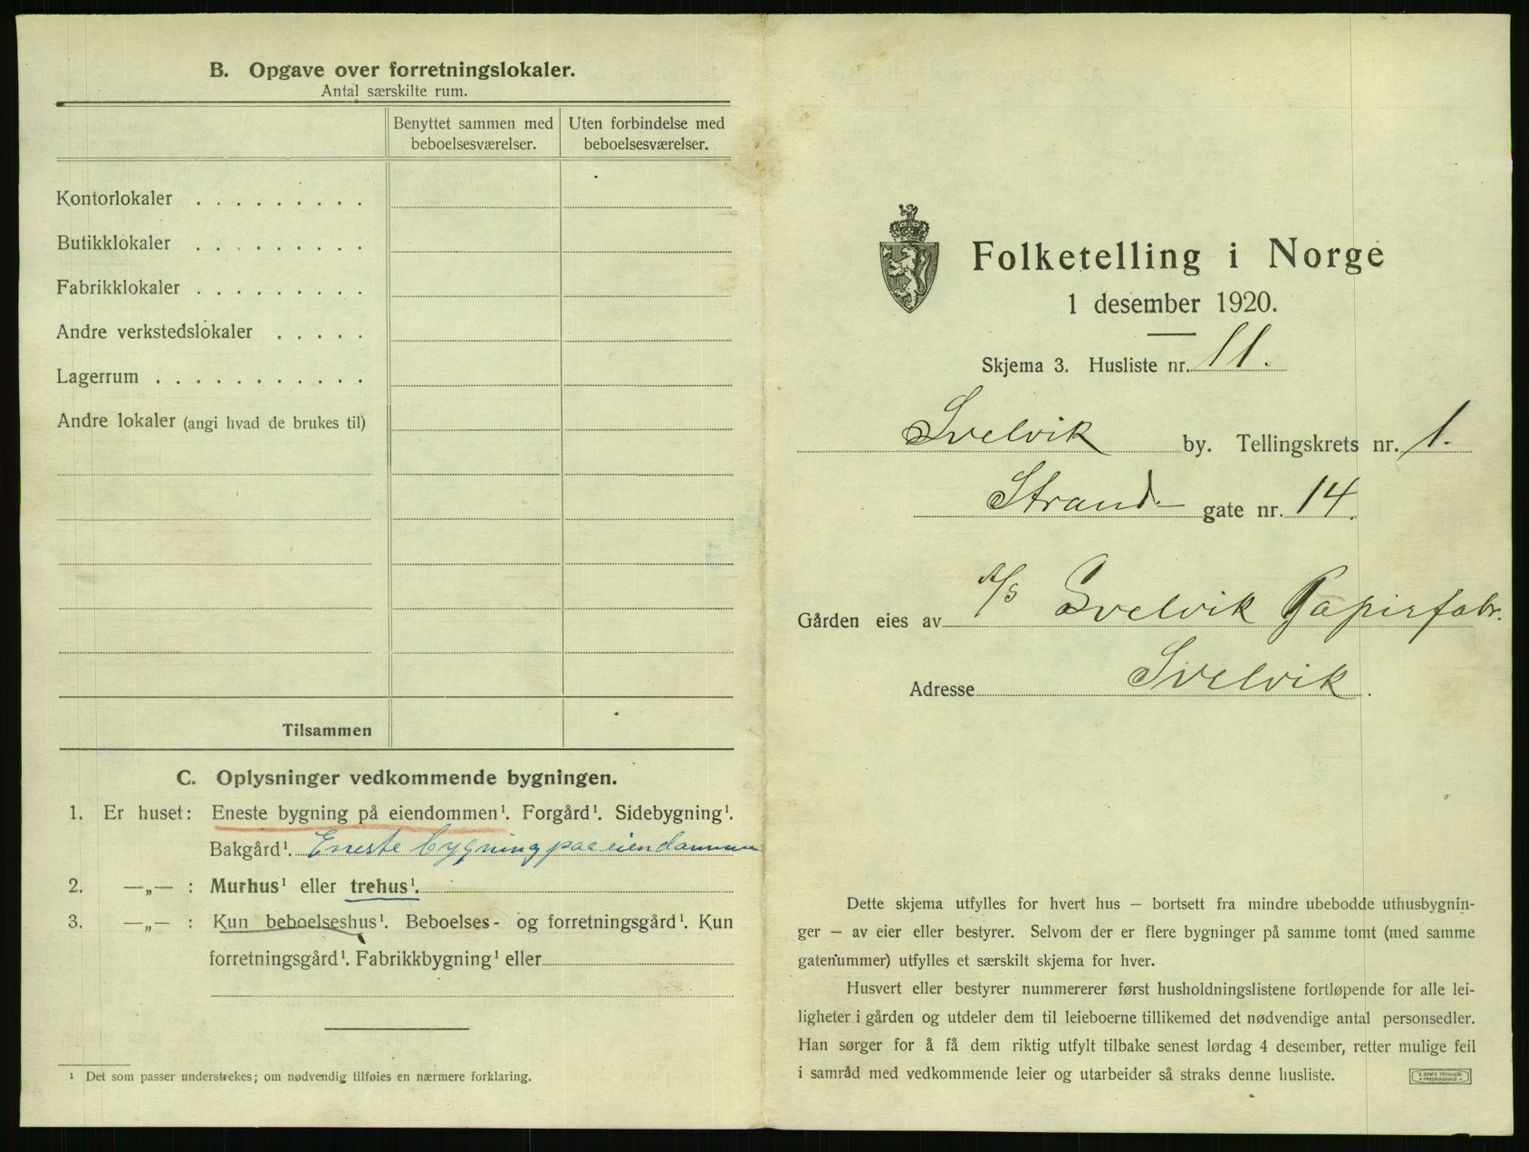 B. Opgave over forretningslokaler.
Antal særskilte rum.
Benyttet sammen med beboelsesværelser.
Uten forbindelse med beboelsesværelser.
Kontorlokaler . . . . . . . . .
Butikklokaler . . . . . . . . .
Fabrikklokaler . . . . . . . . .
Andre verkstedslokaler . . . . .
Lagerrum . . . . . . . . . . .
Andre lokaler (angi hvad de brukes til)
Tilsammen
C. Oplysninger vedkommende bygningen.
1. Er huset: Eneste bygning på eiendommen¹. Forgård¹. Sidebygning¹.
Bakgård¹. Eneste bygning paa eiendommen
2. —„— : Murhus¹ eller trehus¹.
3. —„— : Kun beboelseshus¹. Beboelses- og forretningsgård¹. Kun
forretningsgård¹. Fabrikkbygning¹ eller
¹ Det som passer understrekes; om nødvendig tilføies en nærmere forklaring.
Folketelling i Norge
1 desember 1920.
Skjema 3. Husliste nr. 11.
Svelvik by. Tellingskrets nr. 1.
Strand- gate nr. 14.
Gården eies av A/S Svelvik Papirfabr.
Adresse Svelvik.
Dette skjema utfylles for hvert hus — bortsett fra mindre ubebodde uthusbygnin-
ger — av eier eller bestyrer. Selvom der er flere bygninger på samme tomt (med samme
gatenummer) utfylles et særskilt skjema for hver.
Husvert eller bestyrer nummererer først husholdningslistene fortløpende for alle lei-
ligheter i gården og utdeler dem til leieboerne tillikemed det nødvendige antal personsedler.
Han sørger for å få dem riktig utfylt tilbake senest lørdag 4 desember, retter mulige feil
i samråd med vedkommende leier og utarbeider så straks denne husliste.